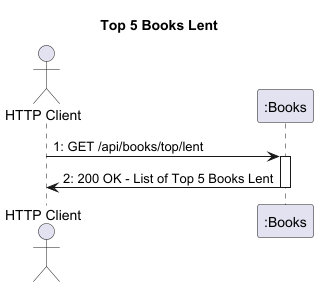 Top 5 Books Lent
HTTP Client
:Books
1: GET /api/books/top/lent
2: 200 OK - List of Top 5 Books Lent
HTTP Client
:Books